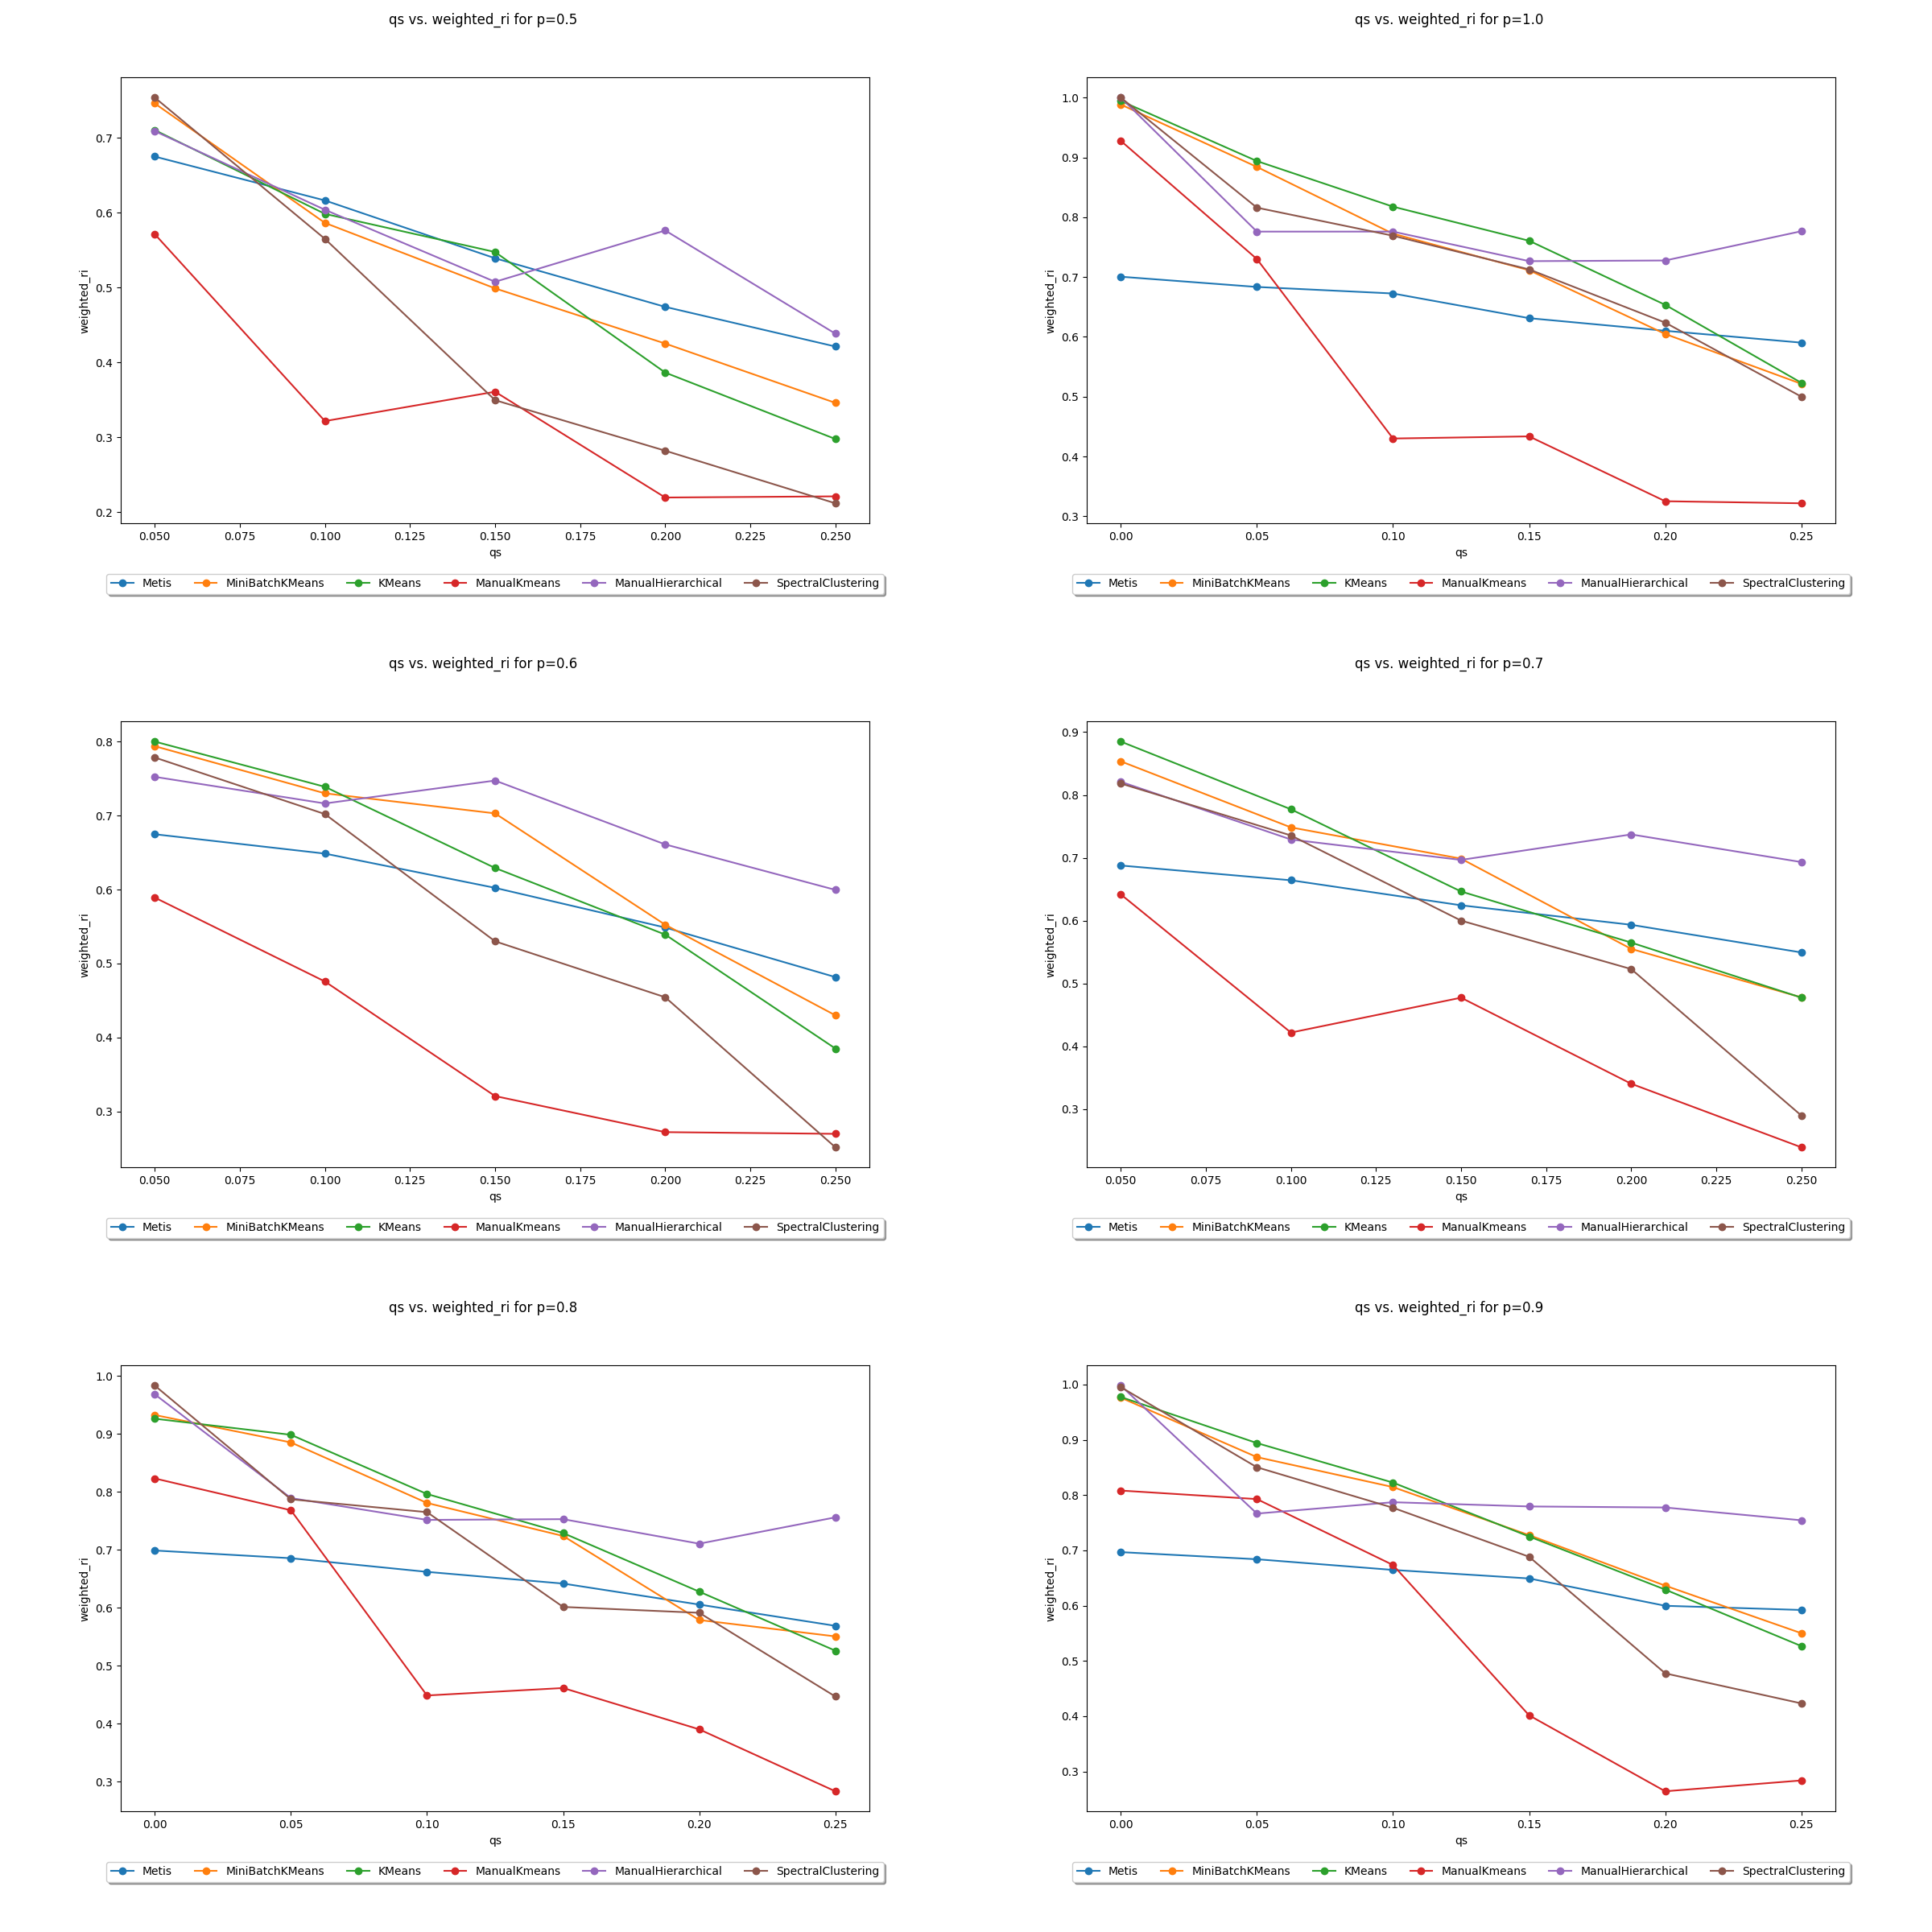 qs vs. weighted_ri for p=0.5
0.7
0.6
0.5
0.4
0.3
0.2
weighted_ri
0.050 0.075 0.100 0.125 0.150 0.175 0.200 0.225 0.250
qs
Metis MiniBatchKMeans KMeans ManualKmeans ManualHierarchical SpectralClustering
qs vs. weighted_ri for p=1.0
1.0
0.9
0.8
0.7
0.6
0.5
0.4
0.3
weighted_ri
0.00 0.05 0.10 0.15 0.20 0.25
qs
Metis MiniBatchKMeans KMeans ManualKmeans ManualHierarchical SpectralClustering
qs vs. weighted_ri for p=0.6
0.8
0.7
0.6
0.5
0.4
0.3
weighted_ri
0.050 0.075 0.100 0.125 0.150 0.175 0.200 0.225 0.250
qs
Metis MiniBatchKMeans KMeans ManualKmeans ManualHierarchical SpectralClustering
qs vs. weighted_ri for p=0.7
0.9
0.8
0.7
0.6
0.5
0.4
0.3
weighted_ri
0.050 0.075 0.100 0.125 0.150 0.175 0.200 0.225 0.250
qs
Metis MiniBatchKMeans KMeans ManualKmeans ManualHierarchical SpectralClustering
qs vs. weighted_ri for p=0.8
1.0
0.9
0.8
0.7
0.6
0.5
0.4
0.3
weighted_ri
0.00 0.05 0.10 0.15 0.20 0.25
qs
Metis MiniBatchKMeans KMeans ManualKmeans ManualHierarchical SpectralClustering
qs vs. weighted_ri for p=0.9
1.0
0.9
0.8
0.7
0.6
0.5
0.4
0.3
weighted_ri
0.00 0.05 0.10 0.15 0.20 0.25
qs
Metis MiniBatchKMeans KMeans ManualKmeans ManualHierarchical SpectralClustering